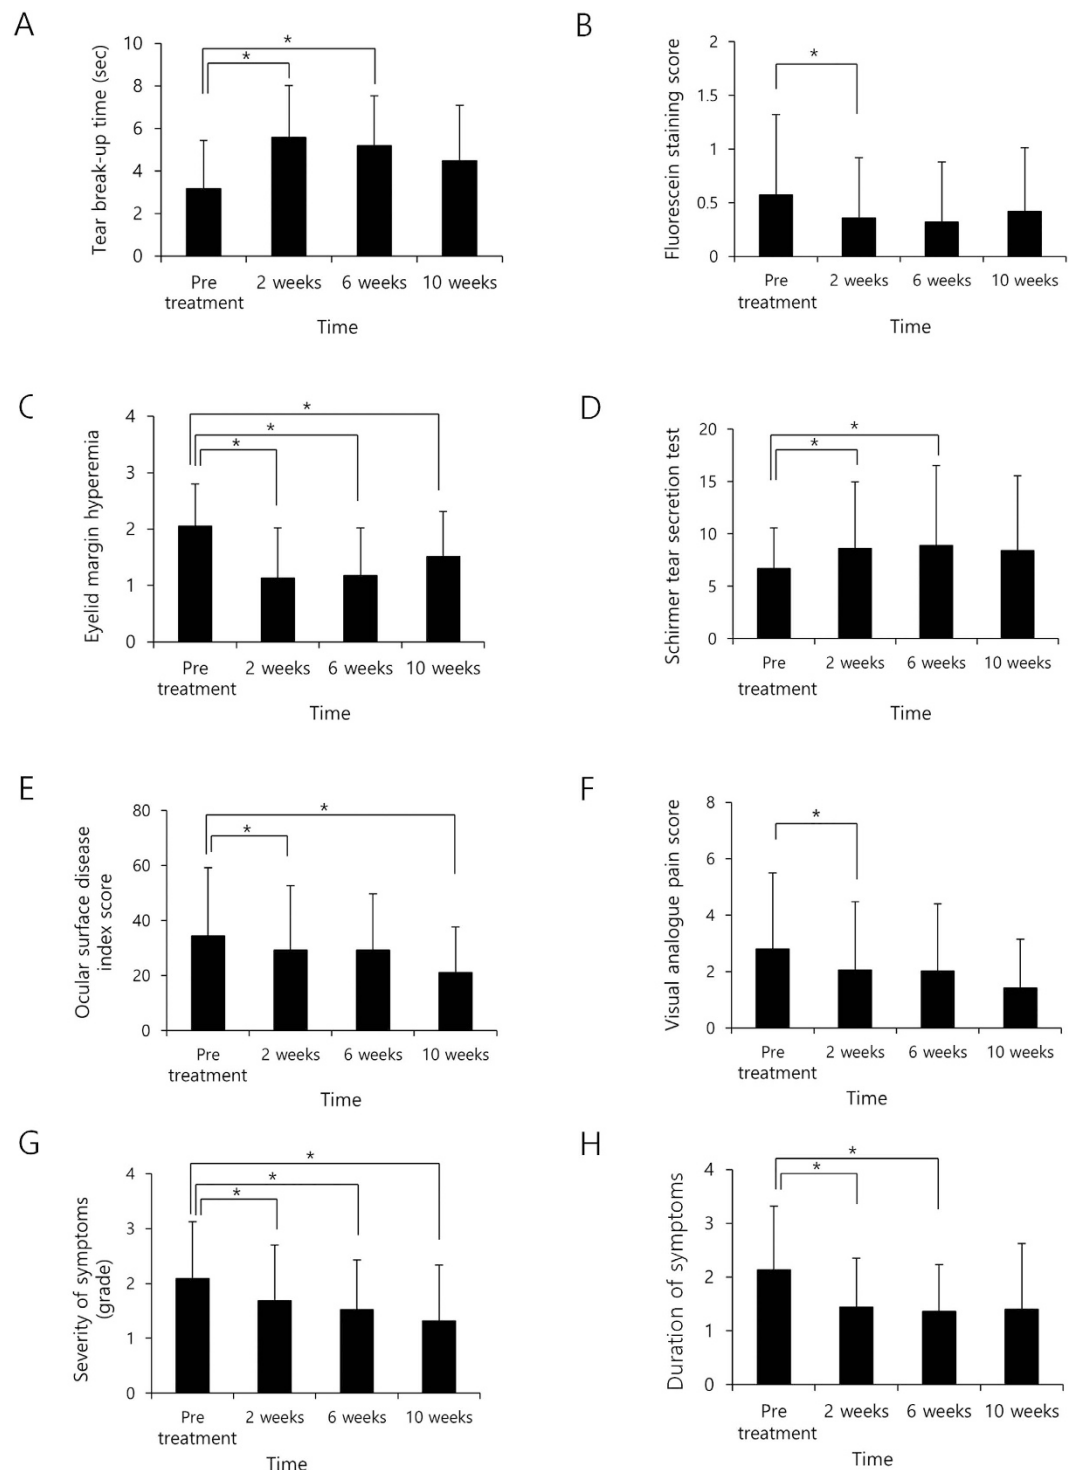 A
Tear break-up time (sec)
10
8
6
4
2
0
*
*
Pre treatment
2 weeks
6 weeks
10 weeks
Time
B
Fluorescein staining score
2
1.5
1
0.5
0
*
Pre treatment
2 weeks
6 weeks
10 weeks
Time
C
Eyelid margin hyperemia
4
3
2
1
0
*
*
*
Pre treatment
2 weeks
6 weeks
10 weeks
Time
D
Schirmer tear secretion test
20
15
10
5
0
*
*
Pre treatment
2 weeks
6 weeks
10 weeks
Time
E
Ocular surface disease
index score
80
60
40
20
0
*
*
Pre treatment
2 weeks
6 weeks
10 weeks
Time
F
Visual analogue pain score
8
6
4
2
0
*
Pre treatment
2 weeks
6 weeks
10 weeks
Time
G
Severity of symptoms
(grade)
4
3
2
1
0
*
*
*
Pre treatment
2 weeks
6 weeks
10 weeks
Time
H
Duration of symptoms
4
3
2
1
0
*
*
Pre treatment
2 weeks
6 weeks
10 weeks
Time